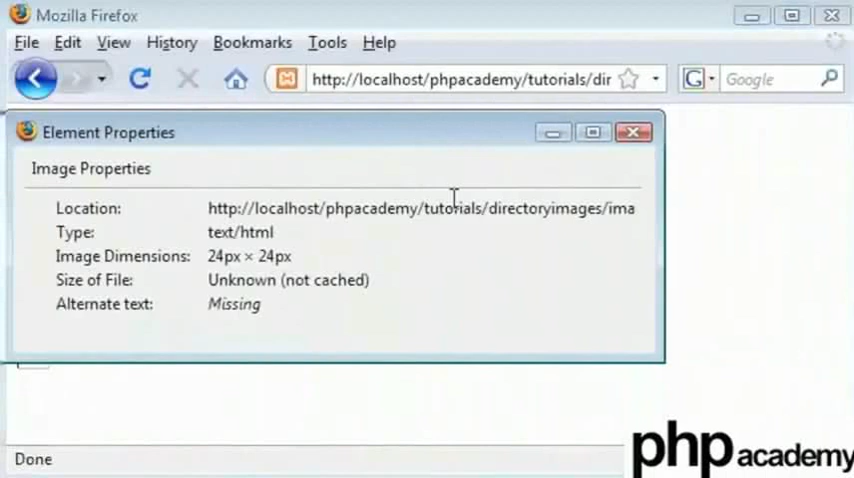 Mozilla Firefox
File Edit View History Bookmarks Tools Help
http://localhost/phpacademy/tutorials/dir
G Google
Element Properties
Image Properties
Location: http://localhost/phpacademy/tutorials/directoryimages/ima
Type: text/html
Image Dimensions: 24px × 24px
Size of File: Unknown (not cached)
Alternate text: Missing
Done
php academy